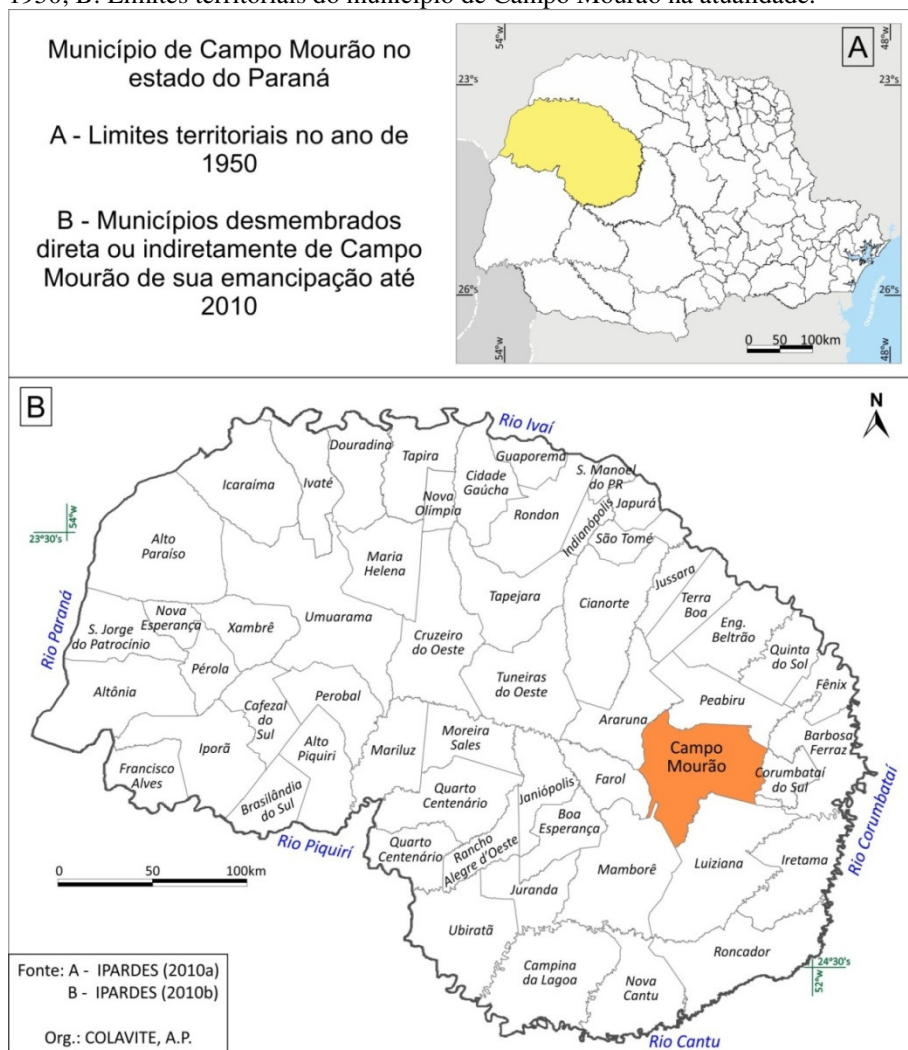 1950; B: Limites territoriais do município de Campo Mourão na atualidade.
Município de Campo Mourão no
estado do Paraná
A - Limites territoriais no ano de
1950
B - Municípios desmembrados
direta ou indiretamente de Campo
Mourão de sua emancipação até
2010
A
54°w
48°w
23°s
23°s
26°s
26°s
54°w
48°w
Oceano Atlântico
0 50 100km
B
N
Rio Ivaí
Rio Paraná
Rio Piquirí
Rio Corumbataí
Rio Cantu
23°30's
54°w
24°30's
52°w
Icaraíma
Ivaté
Douradina
Tapira
Nova
Olímpia
Cidade
Gaúcha
Guaporema
Rondon
S. Manoel
do PR
Indianópolis
Japurá
São Tomé
Alto
Paraíso
Maria
Helena
Umuarama
Tapejara
Cianorte
Jussara
Terra
Boa
Eng.
Beltrão
Quinta
do Sol
Nova
Esperança
S. Jorge
do Patrocínio
Xambrê
Cruzeiro
do Oeste
Pérola
Altônia
Tuneiras
do Oeste
Peabiru
Fênix
Cafezal
do
Sul
Perobal
Araruna
Barbosa
Ferraz
Iporã
Alto
Piquirí
Mariluz
Moreira
Sales
Campo
Mourão
Corumbataí
do Sul
Francisco
Alves
Brasilândia
do Sul
Quarto
Centenário
Janiópolis
Farol
Boa
Esperança
Quarto
Centenário
Rancho
Alegre d'Oeste
Mamborê
Luiziana
Iretama
Juranda
Ubiratã
Roncador
Campina
da Lagoa
Nova
Cantu
0 50 100km
Fonte: A - IPARDES (2010a)
B - IPARDES (2010b)
Org.: COLAVITE, A.P.